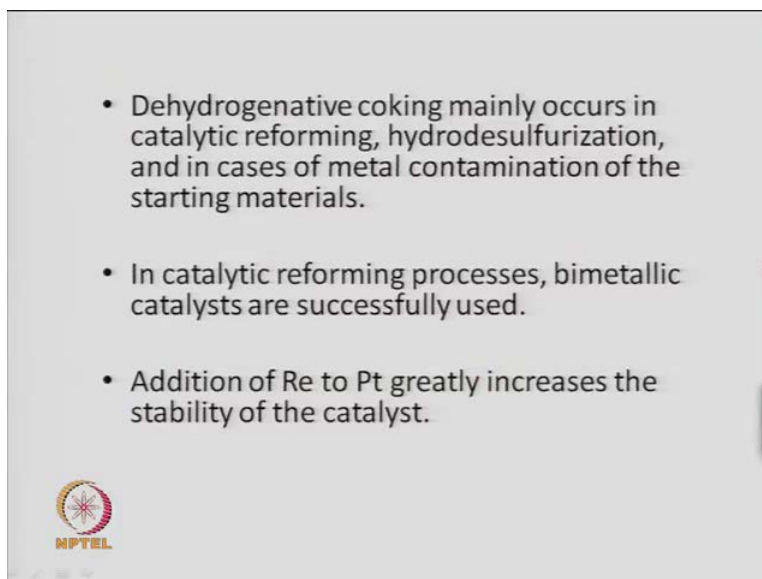 • Dehydrogenative coking mainly occurs in
catalytic reforming, hydrodesulfurization,
and in cases of metal contamination of the
starting materials.
• In catalytic reforming processes, bimetallic
catalysts are successfully used.
• Addition of Re to Pt greatly increases the
stability of the catalyst.
NPTEL